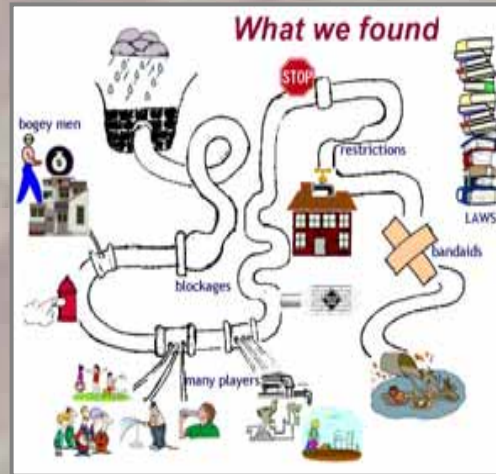 What we found
STOP
bogey men
restrictions
LAWS
bandaids
blockages
many players